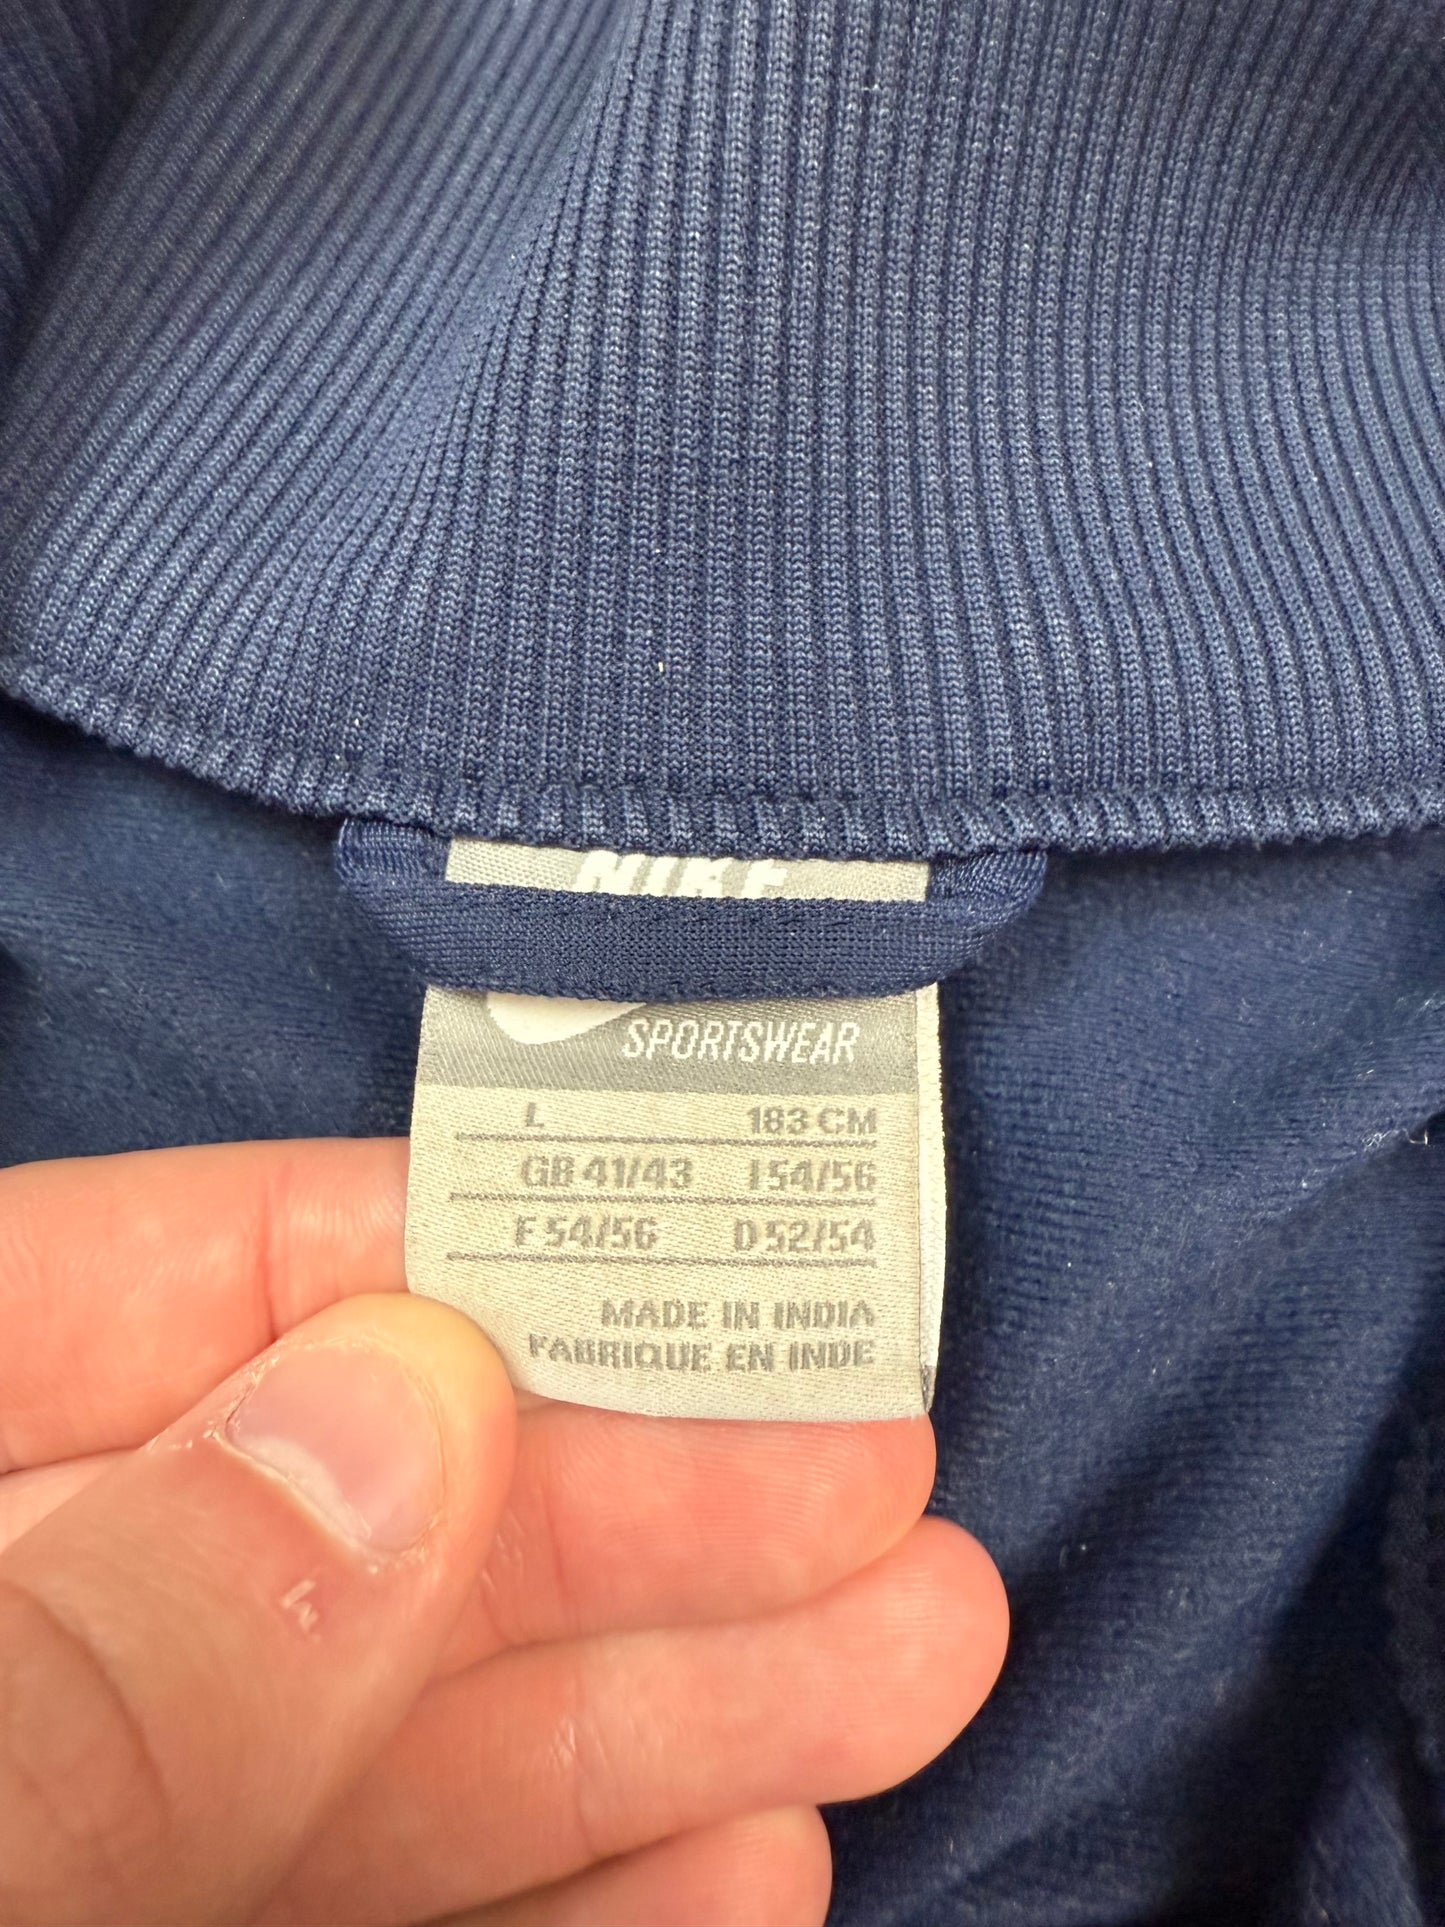 NIKE
SPORTSWEAR
L 183 CM
GB 41/43 I 54/56
F 54/56 D 52/54
MADE IN INDIA
FABRIQUE EN INDE